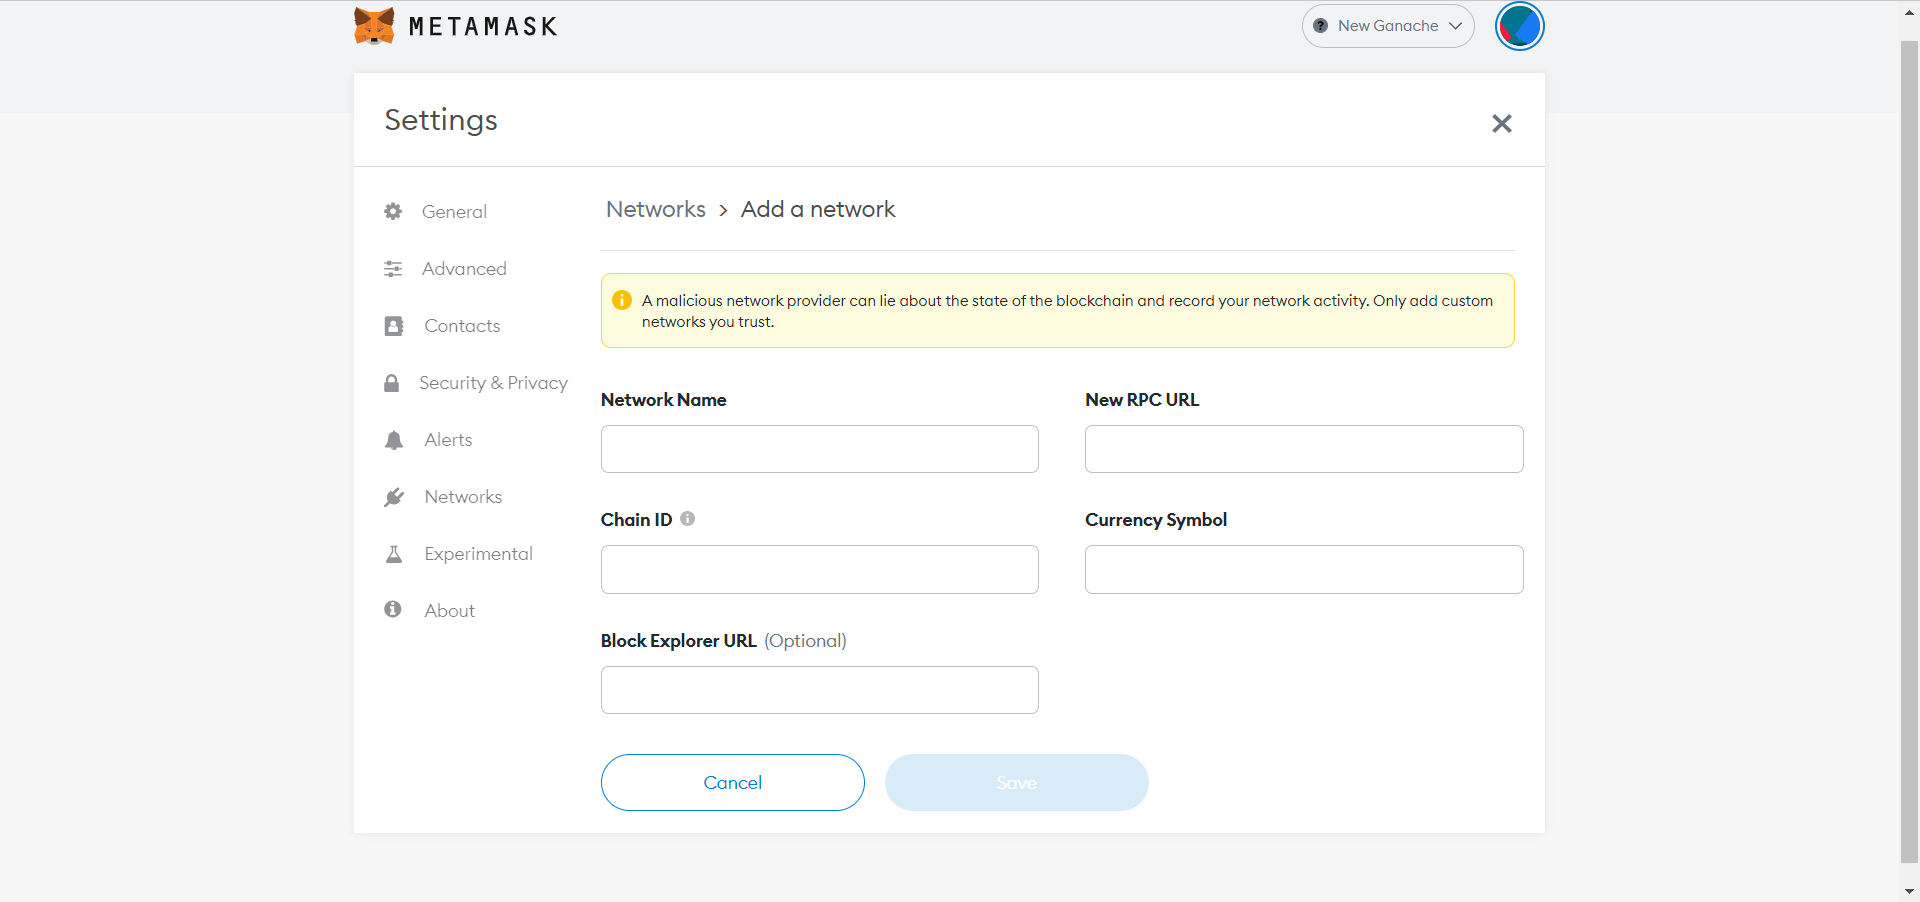 METAMASK
New Ganache
Settings
General
Advanced
Contacts
Security & Privacy
Alerts
Networks
Experimental
About
Networks > Add a network
A malicious network provider can lie about the state of the blockchain and record your network activity. Only add custom
networks you trust.
Network Name
New RPC URL
Chain ID
Currency Symbol
Block Explorer URL (Optional)
Cancel
Save